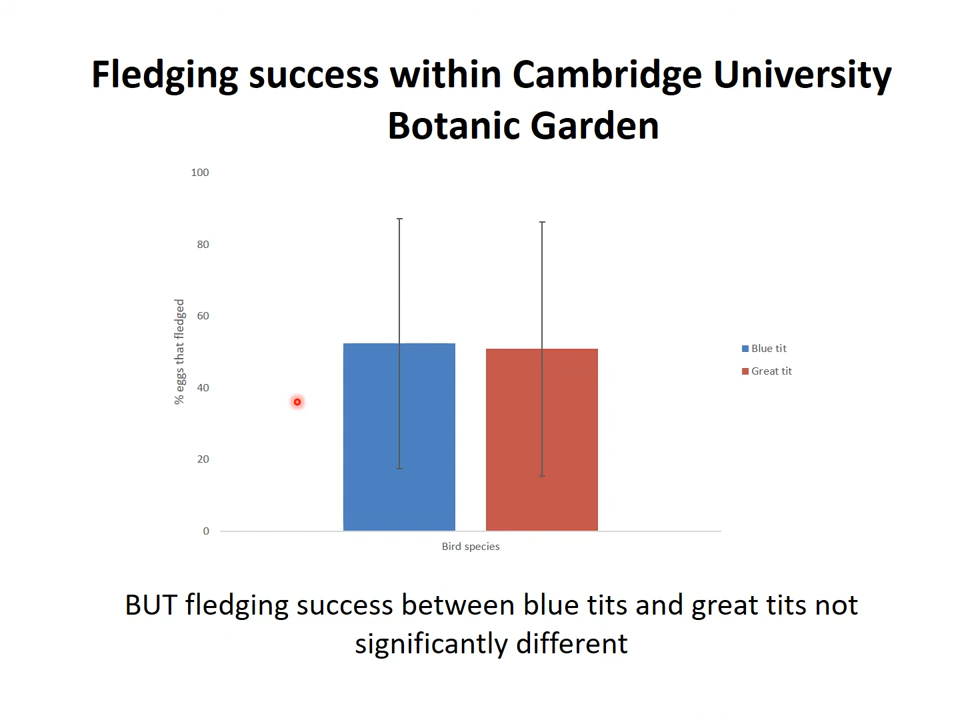 Fledging success within Cambridge University
Botanic Garden
100
80
60
40
20
0
% eggs that fledged
Bird species
Blue tit
Great tit
BUT fledging success between blue tits and great tits not
significantly different